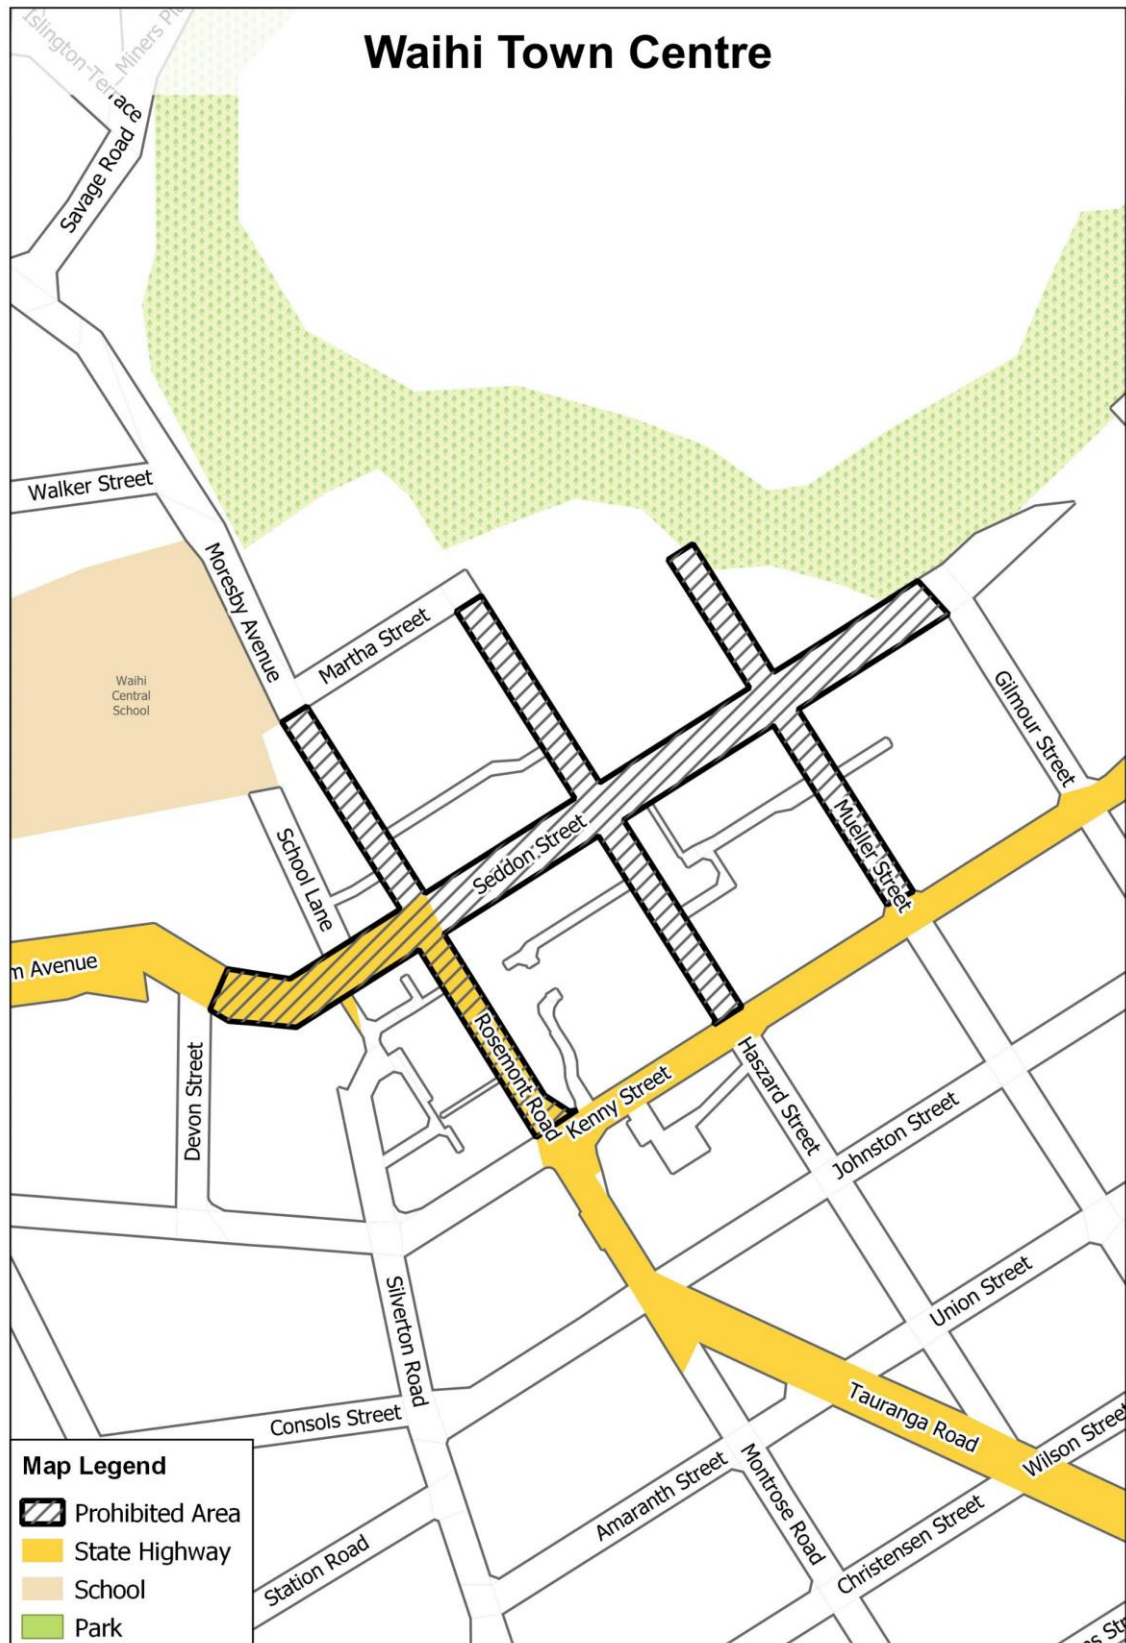 Waihi Town Centre
Islington Terrace
Miners
Savage Road
Walker Street
Moresby Avenue
Martha Street
Waihi
Central
School
Gilmour Street
School Lane
Seddon Street
Mueller Street
m Avenue
Rosemont Road
Kenny Street
Haszard Street
Devon Street
Johnston Street
Silverton Road
Union Street
Consols Street
Tauranga Road
Wilson Street
Amaranth Street
Montrose Road
Christensen Street
Station Road
Map Legend
Prohibited Area
State Highway
School
Park